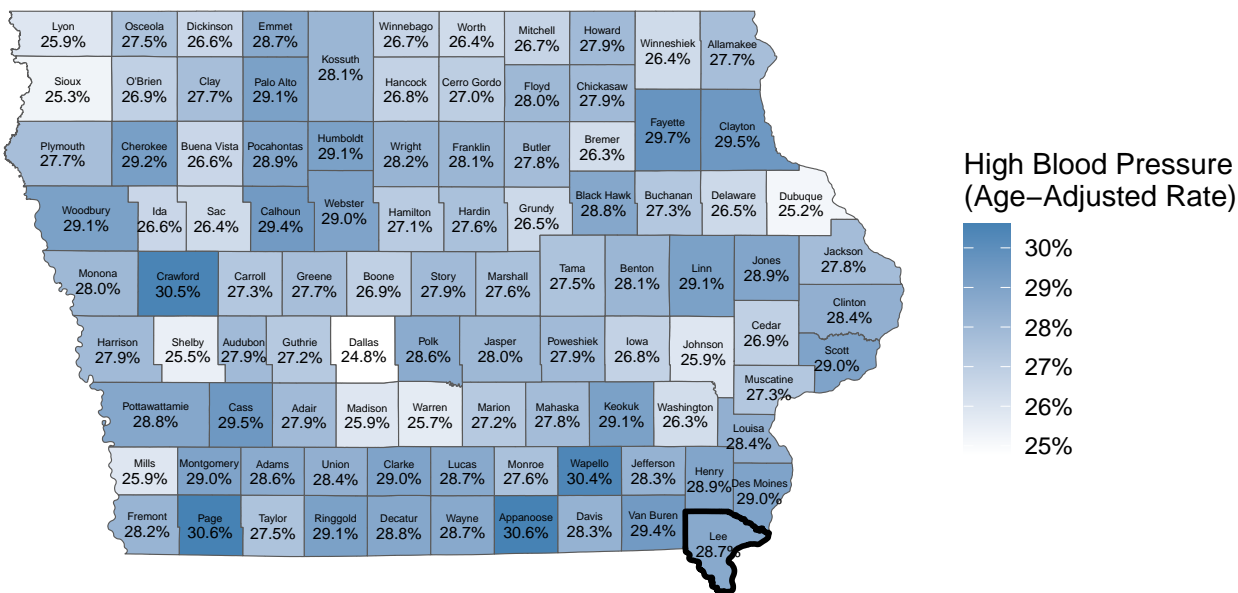 Lyon
25.9%
Osceola
27.5%
Dickinson
26.6%
Emmet
28.7%
Kossuth
28.1%
Winnebago
26.7%
Worth
26.4%
Mitchell
26.7%
Howard
27.9%
Winneshiek
26.4%
Allamakee
27.7%
Sioux
25.3%
O'Brien
26.9%
Clay
27.7%
Palo Alto
29.1%
Hancock
26.8%
Cerro Gordo
27.0%
Floyd
28.0%
Chickasaw
27.9%
Fayette
29.7%
Clayton
29.5%
Plymouth
27.7%
Cherokee
29.2%
Buena Vista
26.6%
Pocahontas
28.9%
Humboldt
29.1%
Wright
28.2%
Franklin
28.1%
Butler
27.8%
Bremer
26.3%
High Blood Pressure
(Age−Adjusted Rate)
30%
29%
28%
27%
26%
25%
Woodbury
29.1%
Ida
26.6%
Sac
26.4%
Calhoun
29.4%
Webster
29.0%
Hamilton
27.1%
Hardin
27.6%
Grundy
26.5%
Black Hawk
28.8%
Buchanan
27.3%
Delaware
26.5%
Dubuque
25.2%
Monona
28.0%
Crawford
30.5%
Carroll
27.3%
Greene
27.7%
Boone
26.9%
Story
27.9%
Marshall
27.6%
Tama
27.5%
Benton
28.1%
Linn
29.1%
Jones
28.9%
Jackson
27.8%
Clinton
28.4%
Harrison
27.9%
Shelby
25.5%
Audubon
27.9%
Guthrie
27.2%
Dallas
24.8%
Polk
28.6%
Jasper
28.0%
Poweshiek
27.9%
Iowa
26.8%
Johnson
25.9%
Cedar
26.9%
Scott
29.0%
Muscatine
27.3%
Pottawattamie
28.8%
Cass
29.5%
Adair
27.9%
Madison
25.9%
Warren
25.7%
Marion
27.2%
Mahaska
27.8%
Keokuk
29.1%
Washington
26.3%
Louisa
28.4%
Mills
25.9%
Montgomery
29.0%
Adams
28.6%
Union
28.4%
Clarke
29.0%
Lucas
28.7%
Monroe
27.6%
Wapello
30.4%
Jefferson
28.3%
Henry
28.9%
Des Moines
29.0%
Fremont
28.2%
Page
30.6%
Taylor
27.5%
Ringgold
29.1%
Decatur
28.8%
Wayne
28.7%
Appanoose
30.6%
Davis
28.3%
Van Buren
29.4%
Lee
28.7%